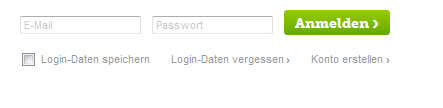 E-Mail Passwort Anmelden ›
Login-Daten speichern Login-Daten vergessen › Konto erstellen ›